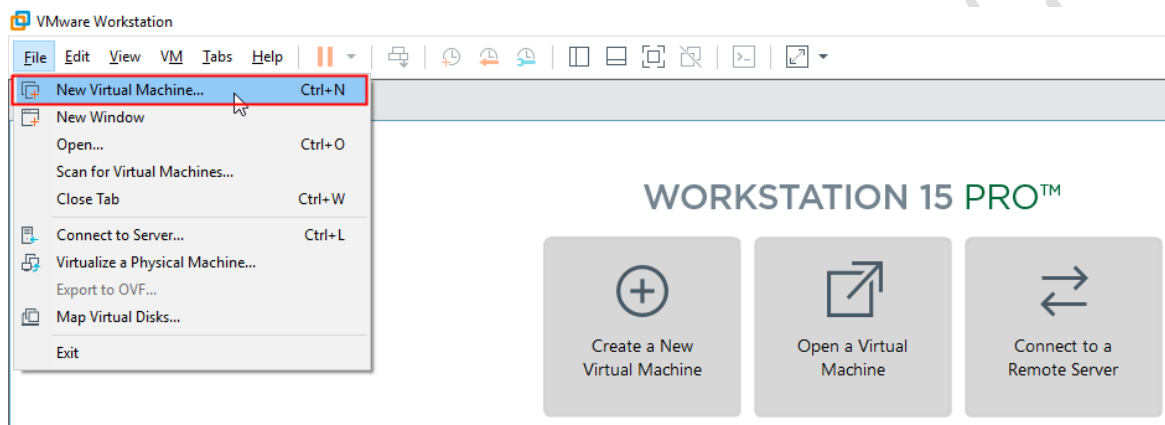 VMware Workstation
File Edit View VM Tabs Help
New Virtual Machine... Ctrl+N
New Window
Open... Ctrl+O
Scan for Virtual Machines...
Close Tab Ctrl+W
Connect to Server... Ctrl+L
Virtualize a Physical Machine...
Export to OVF...
Map Virtual Disks...
Exit
WORKSTATION 15 PRO™
Create a New
Virtual Machine
Open a Virtual
Machine
Connect to a
Remote Server